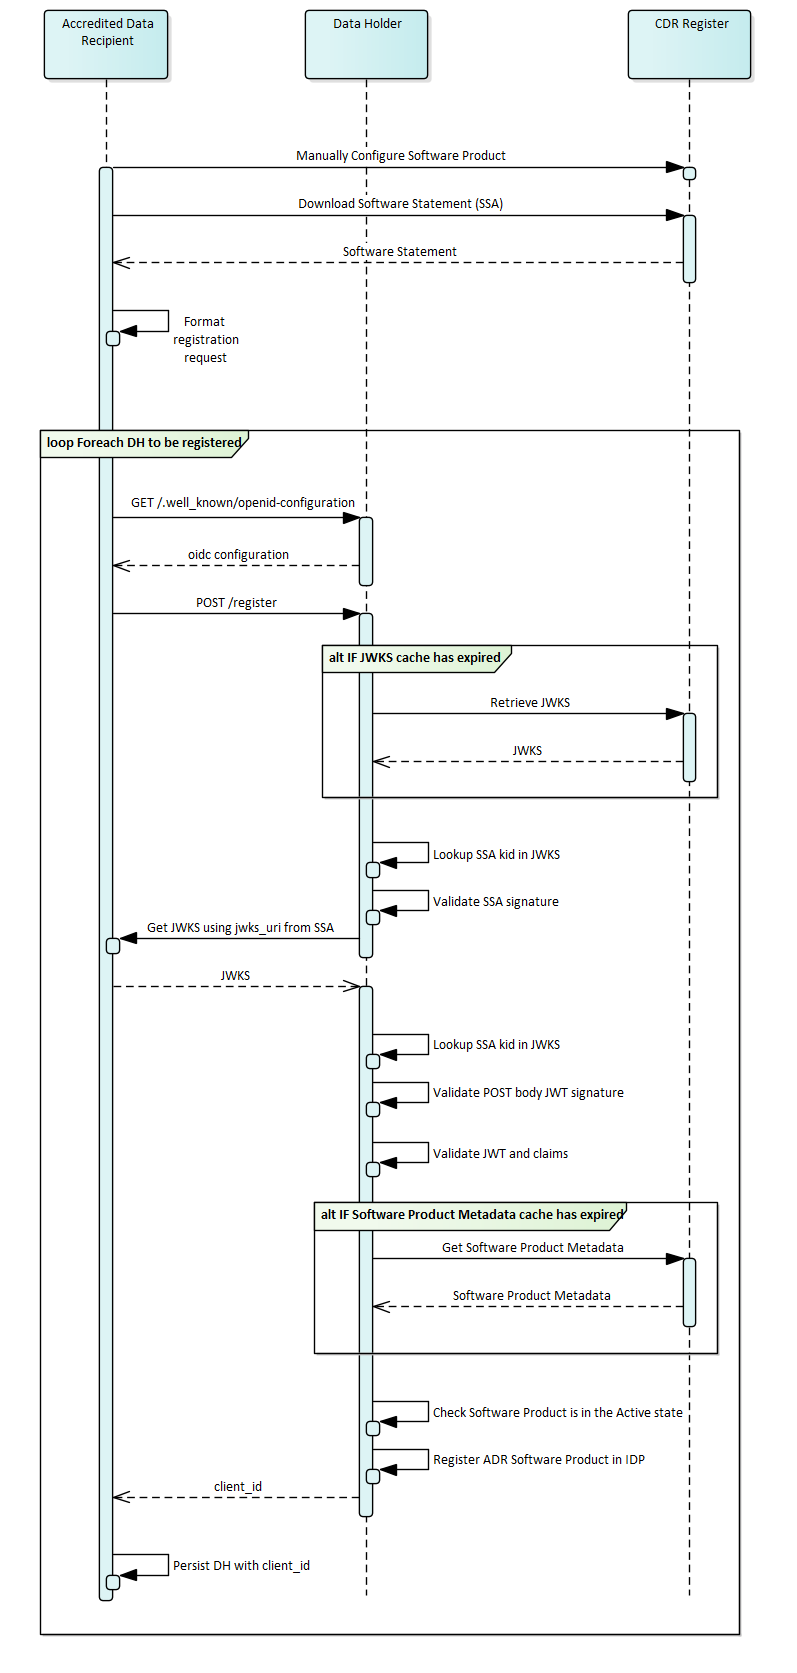 Accredited Data
Recipient
Data Holder
CDR Register
Manually Configure Software Product
Download Software Statement (SSA)
Software Statement
Format
registration
request
loop Foreach DH to be registered
GET /.well_known/openid-configuration
oidc configuration
POST /register
alt IF JWKS cache has expired
Retrieve JWKS
JWKS
Lookup SSA kid in JWKS
Validate SSA signature
Get JWKS using jwks_uri from SSA
JWKS
Lookup SSA kid in JWKS
Validate POST body JWT signature
Validate JWT and claims
alt IF Software Product Metadata cache has expired
Get Software Product Metadata
Software Product Metadata
Check Software Product is in the Active state
Register ADR Software Product in IDP
client_id
Persist DH with client_id